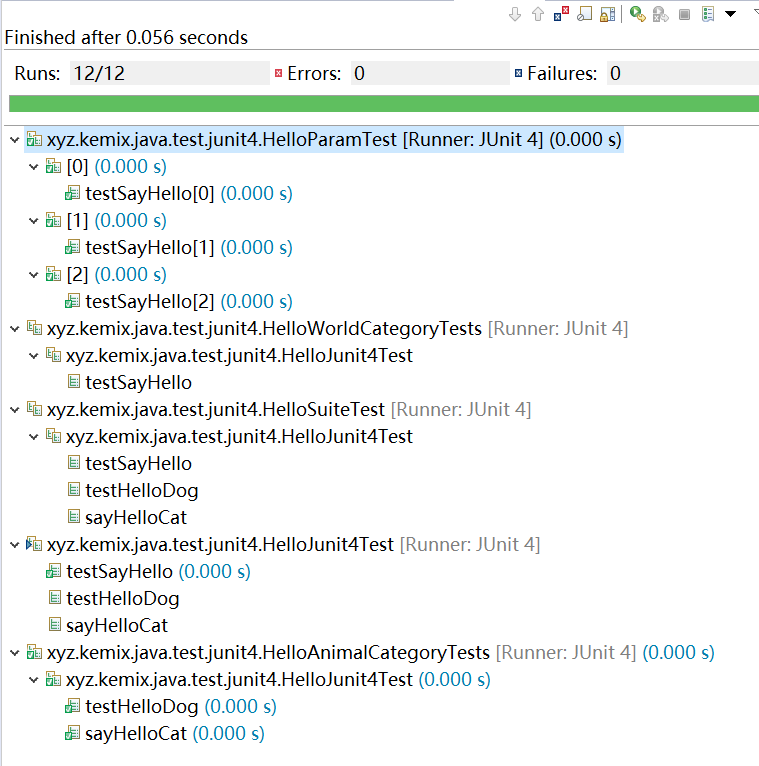 Finished after 0.056 seconds
Runs: 12/12 Errors: 0 Failures: 0
xyz.kemix.java.test.junit4.HelloParamTest [Runner: JUnit 4] (0.000 s)
[0] (0.000 s)
testSayHello[0] (0.000 s)
[1] (0.000 s)
testSayHello[1] (0.000 s)
[2] (0.000 s)
testSayHello[2] (0.000 s)
xyz.kemix.java.test.junit4.HelloWorldCategoryTests [Runner: JUnit 4]
xyz.kemix.java.test.junit4.HelloJunit4Test
testSayHello
xyz.kemix.java.test.junit4.HelloSuiteTest [Runner: JUnit 4]
xyz.kemix.java.test.junit4.HelloJunit4Test
testSayHello
testHelloDog
sayHelloCat
xyz.kemix.java.test.junit4.HelloJunit4Test [Runner: JUnit 4]
testSayHello (0.000 s)
testHelloDog
sayHelloCat
xyz.kemix.java.test.junit4.HelloAnimalCategoryTests [Runner: JUnit 4] (0.000 s)
xyz.kemix.java.test.junit4.HelloJunit4Test (0.000 s)
testHelloDog (0.000 s)
sayHelloCat (0.000 s)